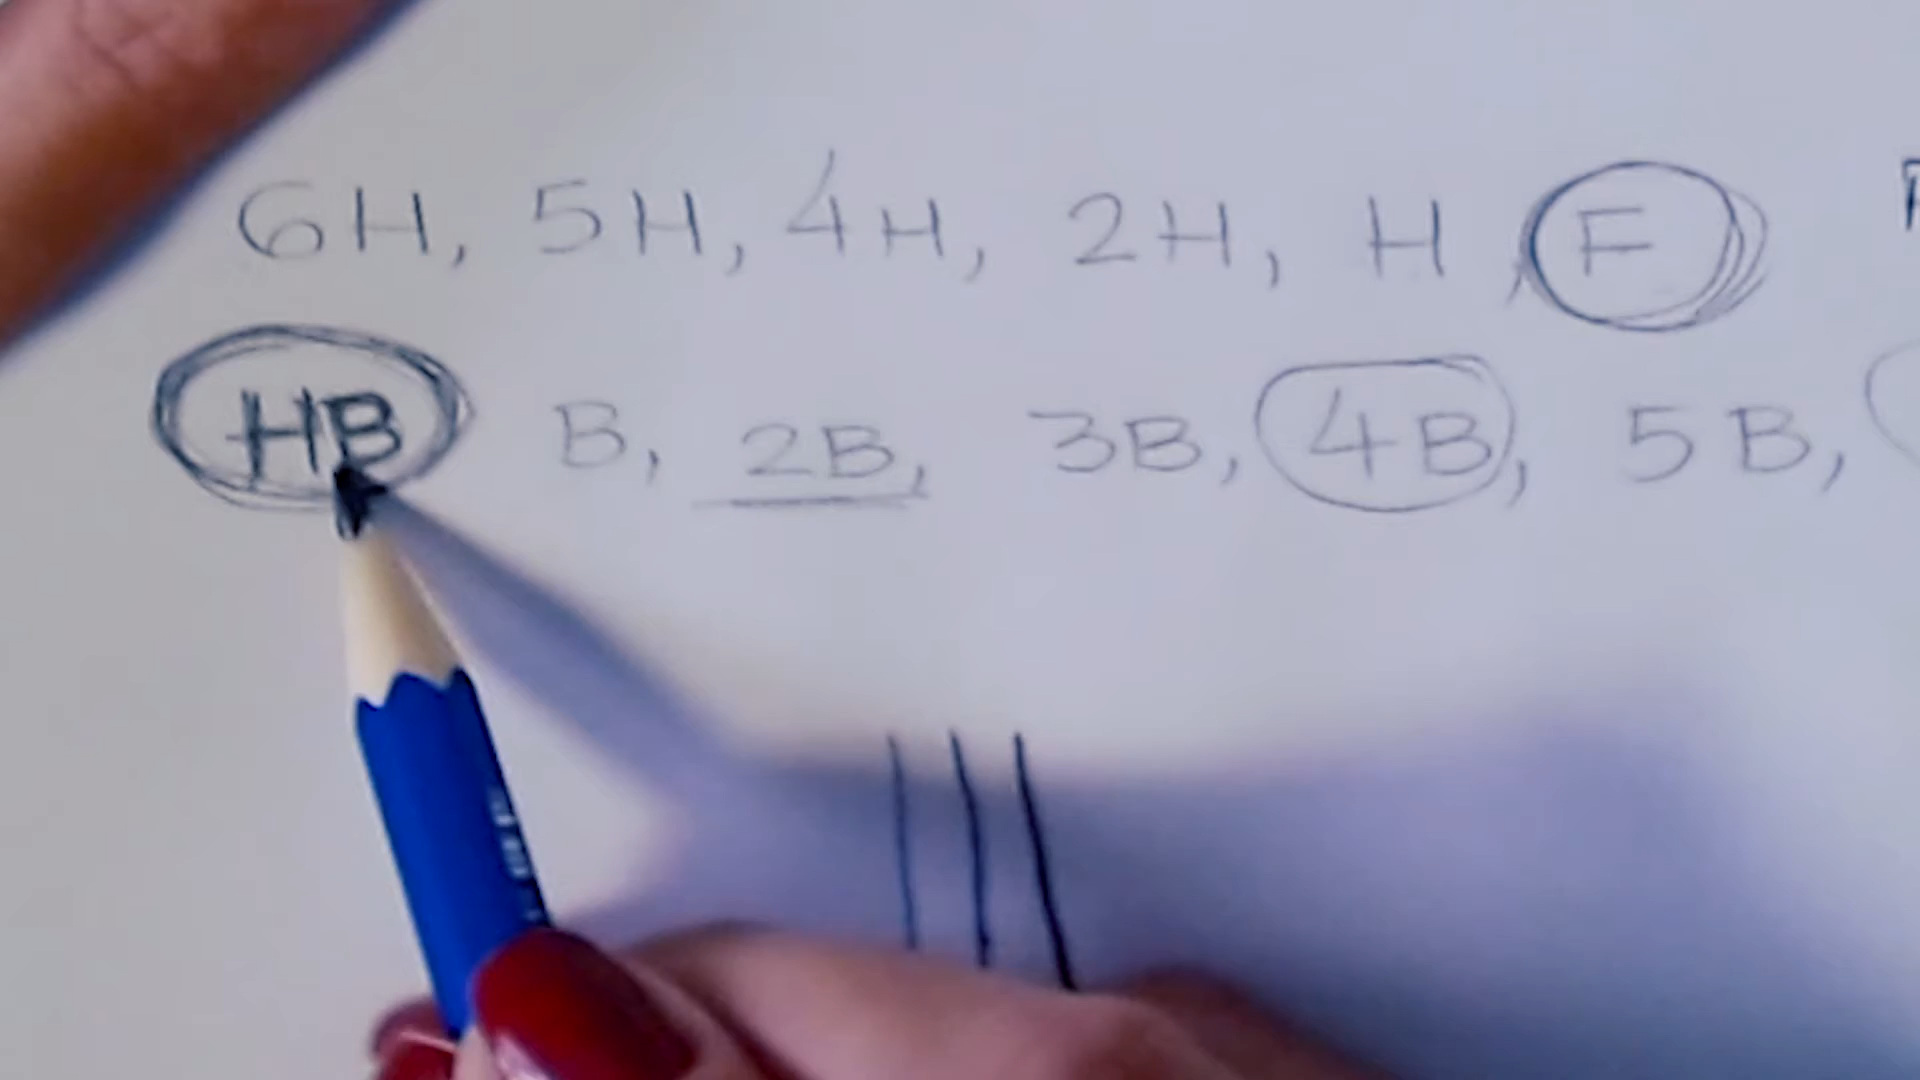 6H, 5H, 4H, 2H, H, F
HB B, 2B, 3B, 4B, 5B,